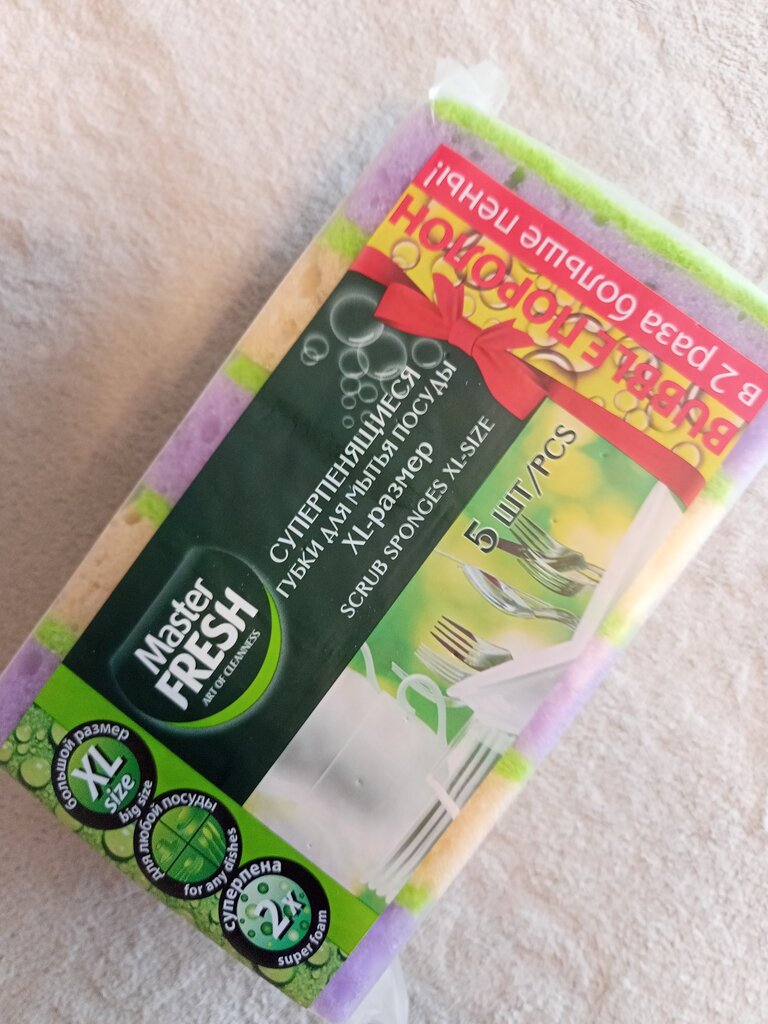 в 2 раза больше пены!
BUBBLE ПОРОЛОН
СУПЕРПЕНЯЩИЕСЯ
ГУБКИ ДЛЯ МЫТЬЯ ПОСУДЫ
XL-размер
SCRUB SPONGES XL-SIZE
5 ШТ/PCS
Master
FRESH
ART OF CLEANNESS
большой размер
XL
size
big size
для любой посуды
for any dishes
суперпена
2x
super foam